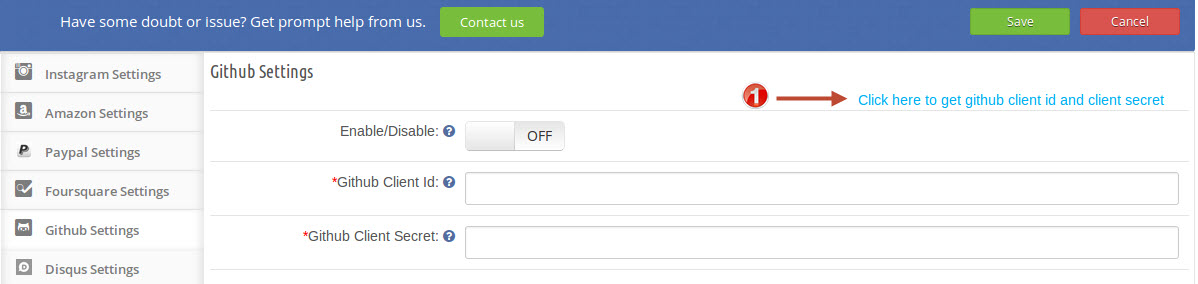 Have some doubt or issue? Get prompt help from us. Contact us Save Cancel
Instagram Settings
Amazon Settings
Paypal Settings
Foursquare Settings
Github Settings
Disqus Settings
Github Settings
1 Click here to get github client id and client secret
Enable/Disable: ? OFF
*Github Client Id: ?
*Github Client Secret: ?